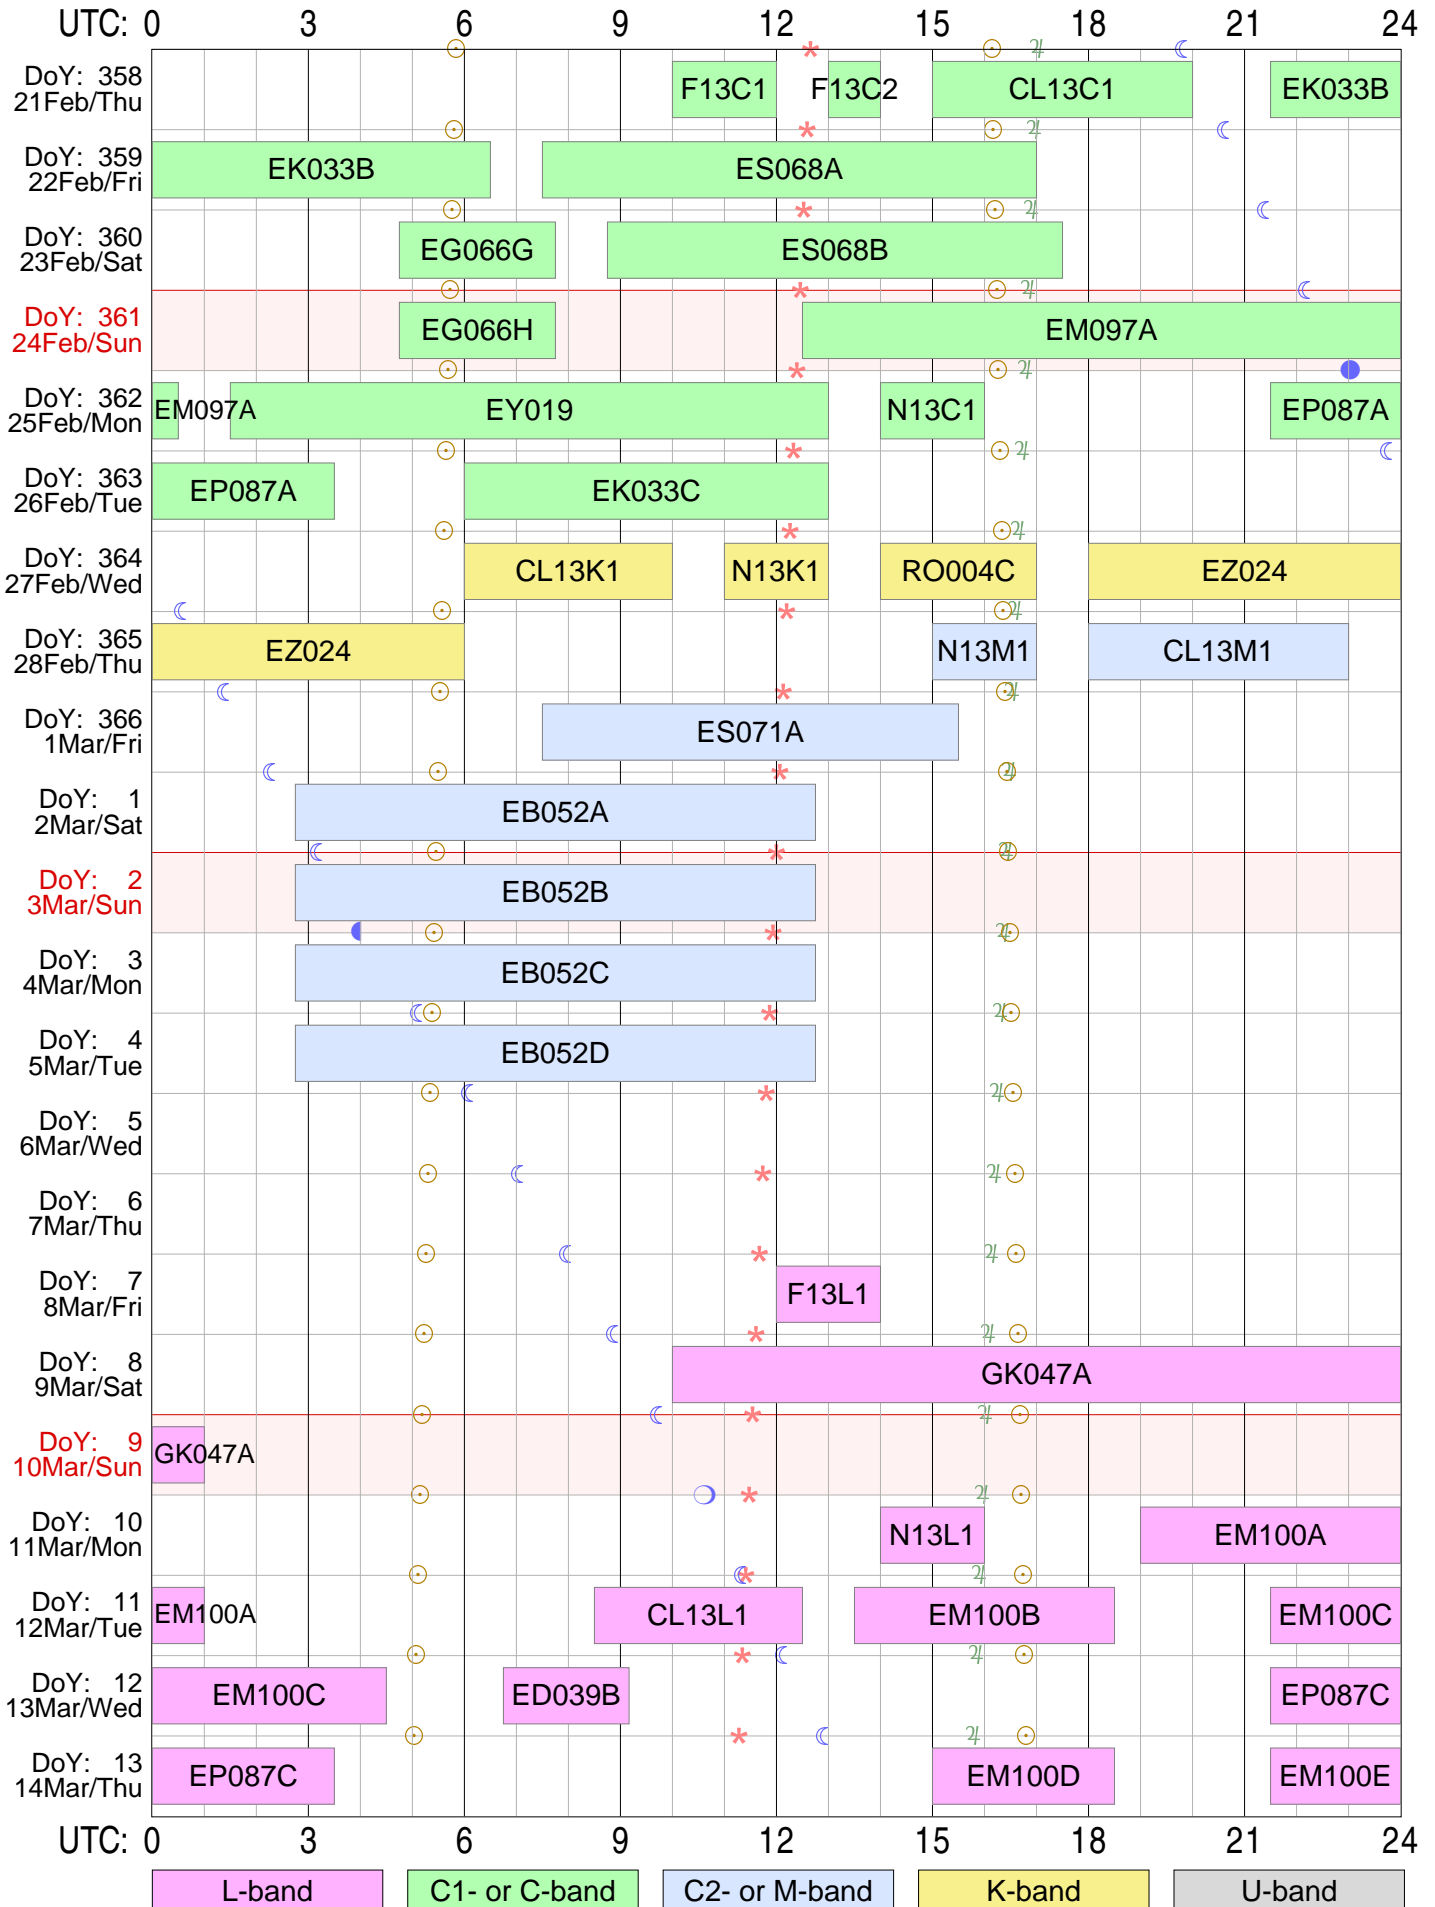 UTC: 0 3 6 9 12 15 18 21 24
DoY: 358
21Feb/Thu
F13C1 F13C2 CL13C1 EK033B
DoY: 359
22Feb/Fri
EK033B ES068A
DoY: 360
23Feb/Sat
EG066G ES068B
DoY: 361
24Feb/Sun
EG066H EM097A
DoY: 362
25Feb/Mon
EM097A EY019 N13C1 EP087A
DoY: 363
26Feb/Tue
EP087A EK033C
DoY: 364
27Feb/Wed
CL13K1 N13K1 RO004C EZ024
DoY: 365
28Feb/Thu
EZ024 N13M1 CL13M1
DoY: 366
1Mar/Fri
ES071A
DoY: 1
2Mar/Sat
EB052A
DoY: 2
3Mar/Sun
EB052B
DoY: 3
4Mar/Mon
EB052C
DoY: 4
5Mar/Tue
EB052D
DoY: 5
6Mar/Wed
DoY: 6
7Mar/Thu
DoY: 7
8Mar/Fri
F13L1
DoY: 8
9Mar/Sat
GK047A
DoY: 9
10Mar/Sun
GK047A
DoY: 10
11Mar/Mon
N13L1 EM100A
DoY: 11
12Mar/Tue
EM100A CL13L1 EM100B EM100C
DoY: 12
13Mar/Wed
EM100C ED039B EP087C
DoY: 13
14Mar/Thu
EP087C EM100D EM100E
UTC: 0 3 6 9 12 15 18 21 24
L-band C1- or C-band C2- or M-band K-band U-band